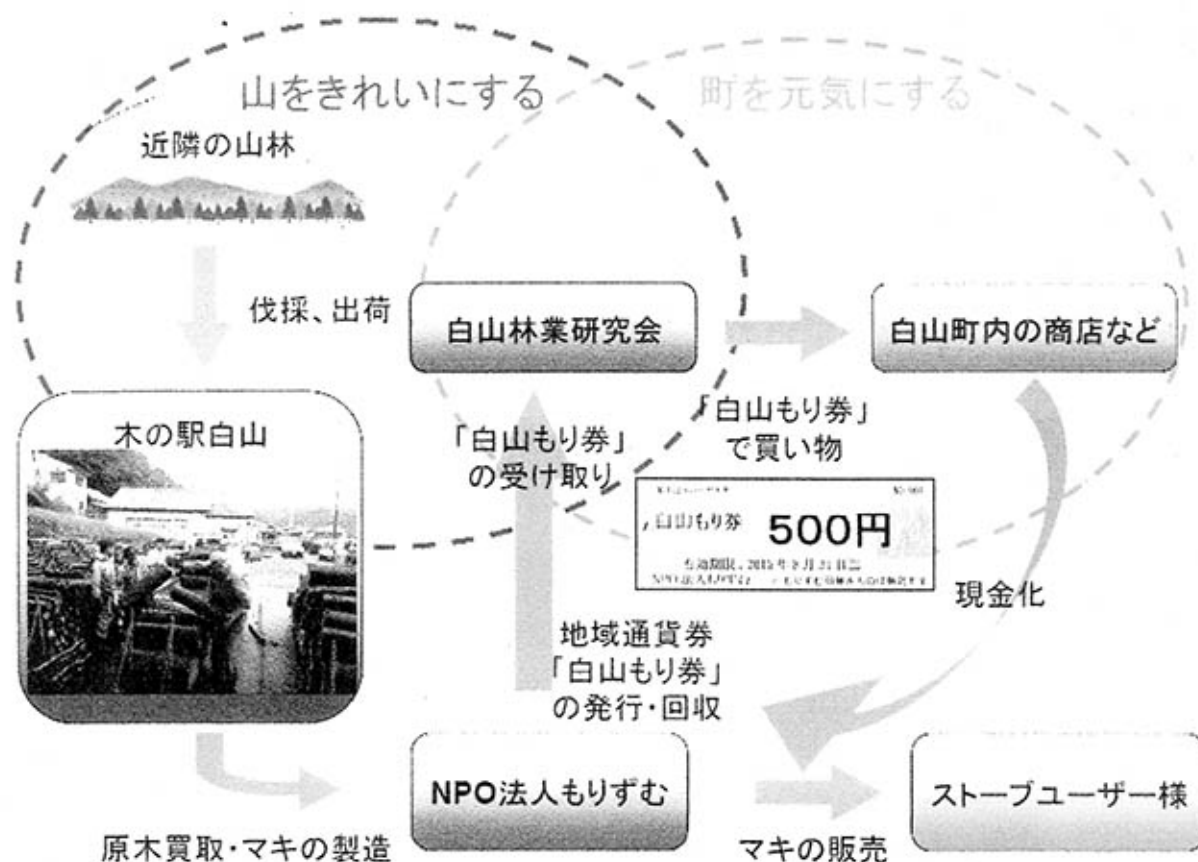 山をきれいにする
町を元気にする
近隣の山林
伐採、出荷
白山林業研究会
白山町内の商店など
木の駅白山
「白山もり券」
の受け取り
「白山もり券」
で買い物
白山もり券
500円
現金化
地域通貨券
「白山もり券」
の発行・回収
NPO法人もりずむ
ストーブユーザー様
原木買取・マキの製造
マキの販売